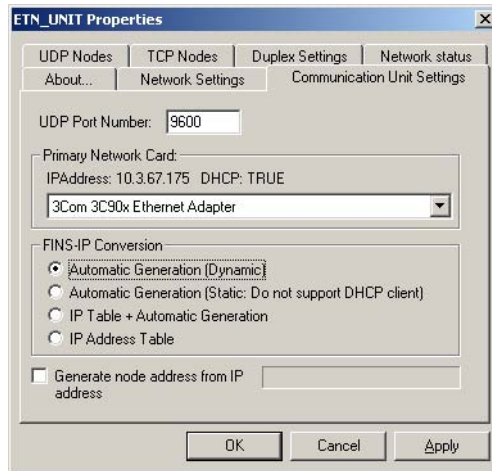 ETN_UNIT Properties
UDP Nodes TCP Nodes Duplex Settings Network status
About... Network Settings Communication Unit Settings
UDP Port Number: 9600
Primary Network Card:
IPAddress: 10.3.67.175 DHCP: TRUE
3Com 3C90x Ethernet Adapter
FINS-IP Conversion
Automatic Generation (Dynamic)
Automatic Generation (Static: Do not support DHCP client)
IP Table + Automatic Generation
IP Address Table
Generate node address from IP
address
OK Cancel Apply